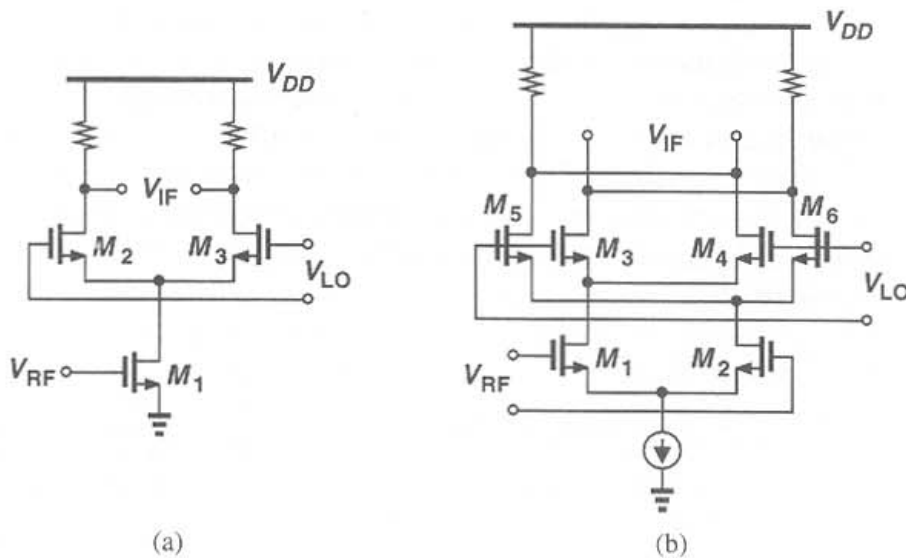 V_DD
V_IF
M_2
M_3
V_LO
V_RF
M_1
(a)
V_DD
V_IF
M_5
M_6
M_3
M_4
V_LO
V_RF
M_1
M_2
(b)